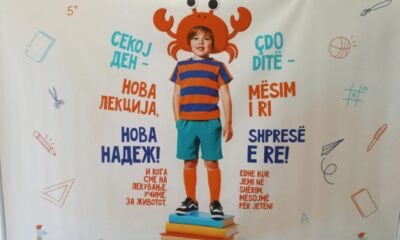 5+
СЕКОЈ
ДЕН –
НОВА
ЛЕКЦИЈА,
НОВА
НАДЕЖ!
И КОГА
СМЕ НА
ЛЕКУВАЊЕ,
УЧИМЕ
ЗА ЖИВОТОТ.
ÇDO
DITË –
MËSIM
I RI
SHPRESË
E RE!
EDHE KUR
JEMI NË
SHËRIM,
MËSOJMË
PËR JETËN!
A